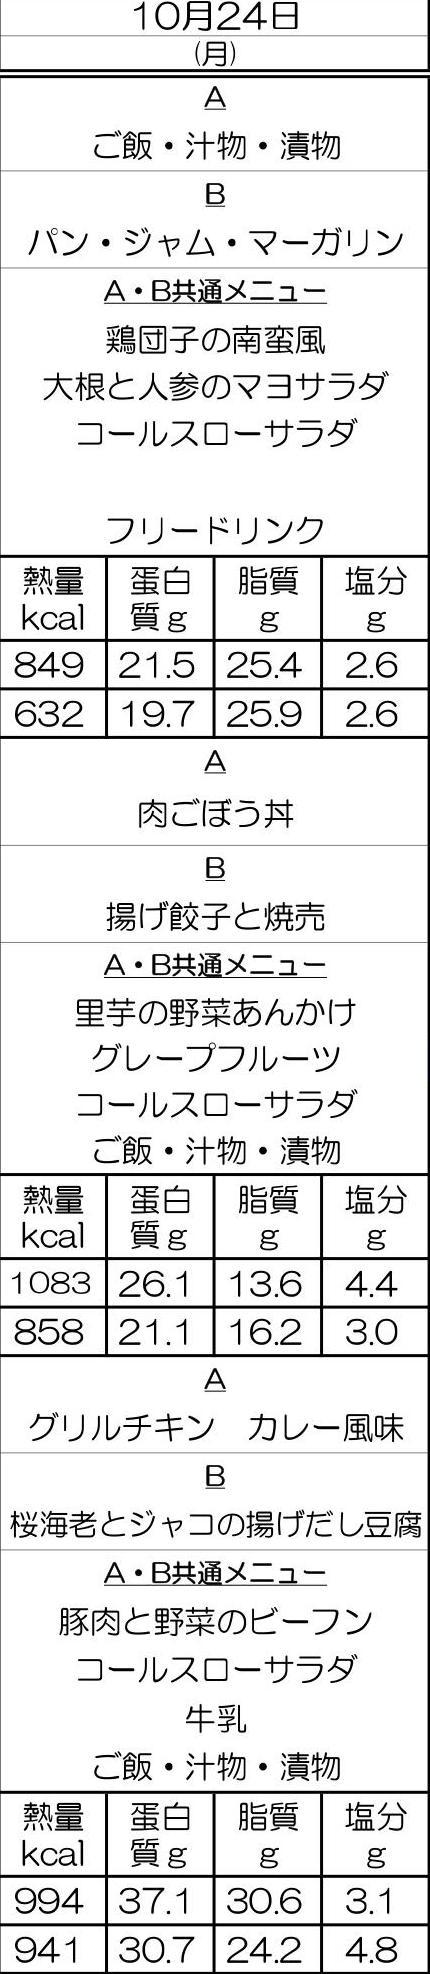 10月24日
(月)
A
ご飯・汁物・漬物
B
パン・ジャム・マーガリン
A・B共通メニュー
鶏団子の南蛮風
大根と人参のマヨサラダ
コールスローサラダ
フリードリンク
熱量 蛋白 脂質 塩分
kcal 質g g g
849 21.5 25.4 2.6
632 19.7 25.9 2.6
A
肉ごぼう丼
B
揚げ餃子と焼売
A・B共通メニュー
里芋の野菜あんかけ
グレープフルーツ
コールスローサラダ
ご飯・汁物・漬物
熱量 蛋白 脂質 塩分
kcal 質g g g
1083 26.1 13.6 4.4
858 21.1 16.2 3.0
A
グリルチキン　カレー風味
B
桜海老とジャコの揚げだし豆腐
A・B共通メニュー
豚肉と野菜のビーフン
コールスローサラダ
牛乳
ご飯・汁物・漬物
熱量 蛋白 脂質 塩分
kcal 質g g g
994 37.1 30.6 3.1
941 30.7 24.2 4.8